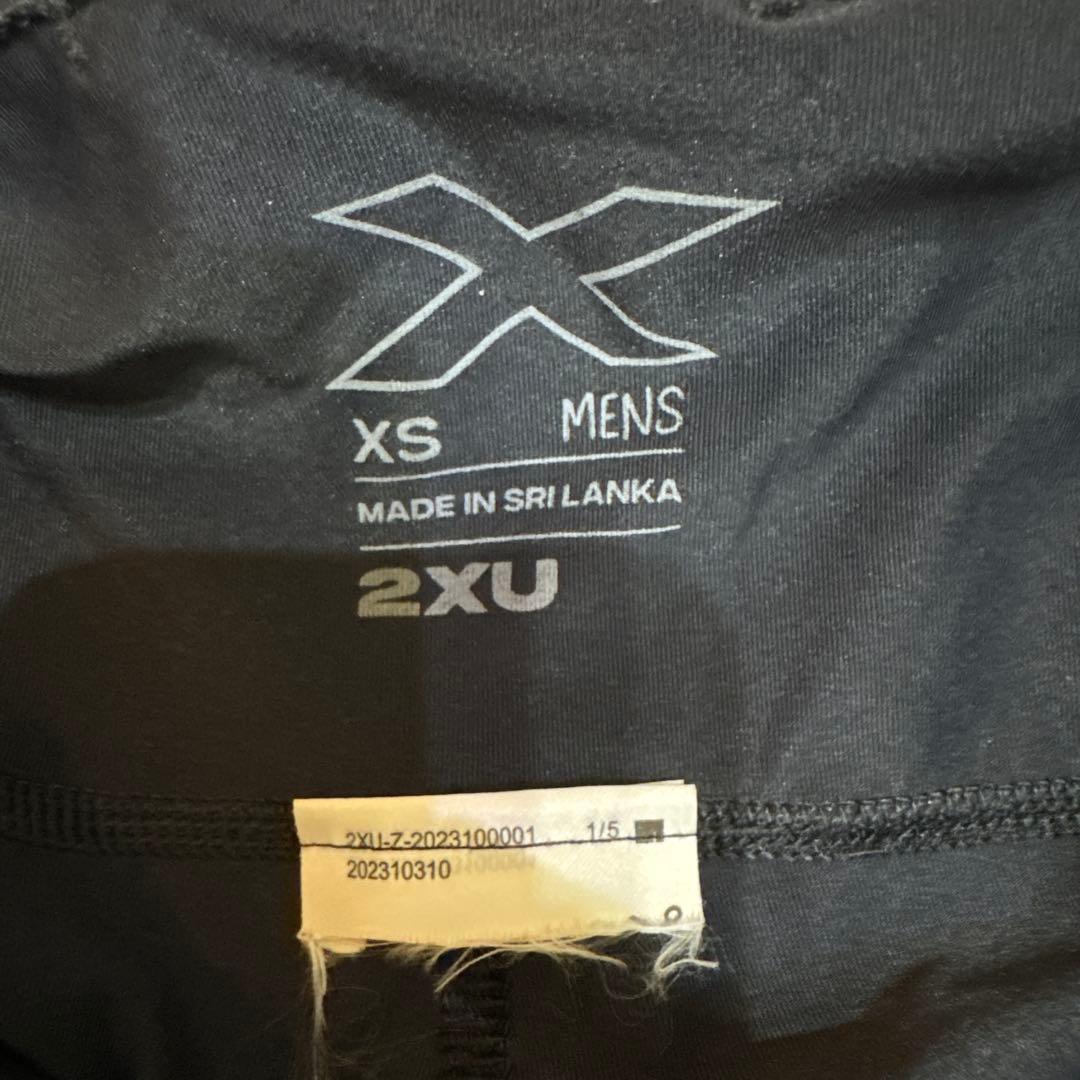 XS MENS
MADE IN SRI LANKA
2XU
2XU-Z-2023100001 1/5
202310310